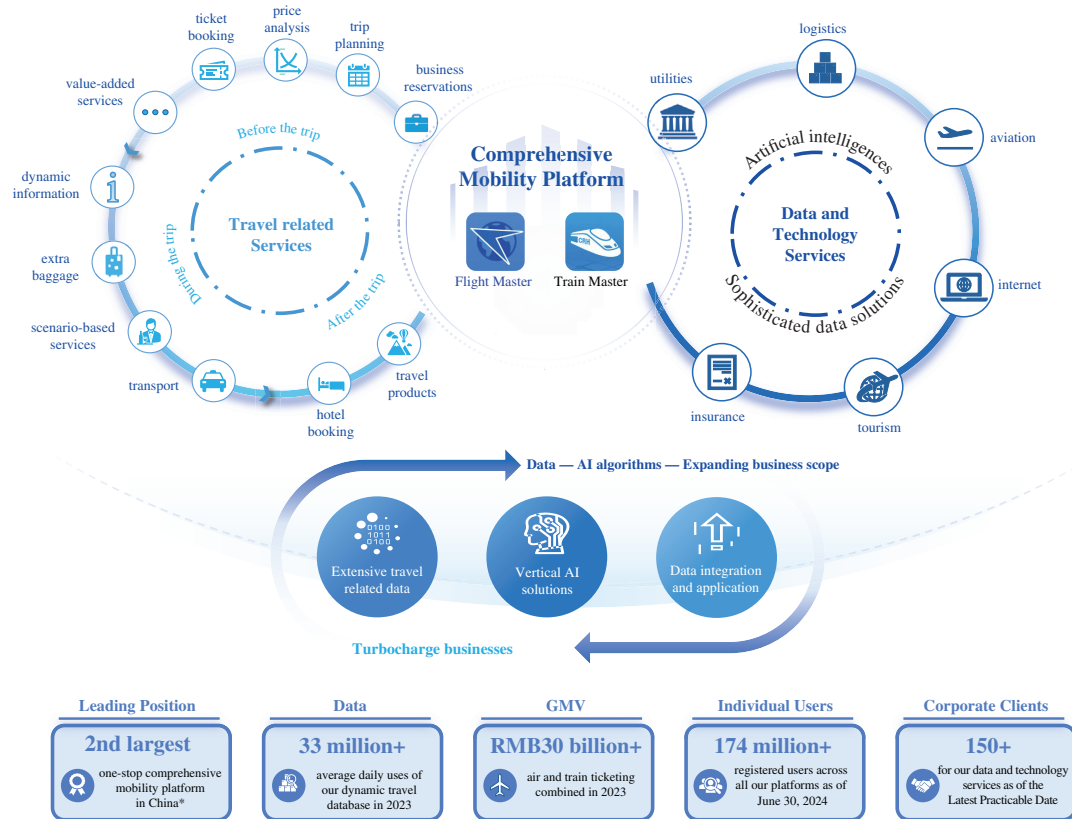 ticket
booking
price
analysis
trip
planning
business
reservations
value-added
services
Before the trip
dynamic
information
Travel related
Services
During the trip
extra
baggage
After the trip
scenario-based
services
transport
hotel
booking
travel
products
Comprehensive
Mobility Platform
CRH
Flight Master
Train Master
logistics
utilities
aviation
Artificial intelligences
Data and
Technology
Services
Sophisticated data solutions
internet
insurance
tourism
Data — AI algorithms — Expanding business scope
0100
1011
0010
Extensive travel
related data
Vertical AI
solutions
Data integration
and application
Turbocharge businesses
Leading Position
2nd largest
one-stop comprehensive
mobility platform
in China*
Data
33 million+
average daily uses of
our dynamic travel
database in 2023
GMV
RMB30 billion+
air and train ticketing
combined in 2023
Individual Users
174 million+
registered users across
all our platforms as of
June 30, 2024
Corporate Clients
150+
for our data and technology
services as of the
Latest Practicable Date